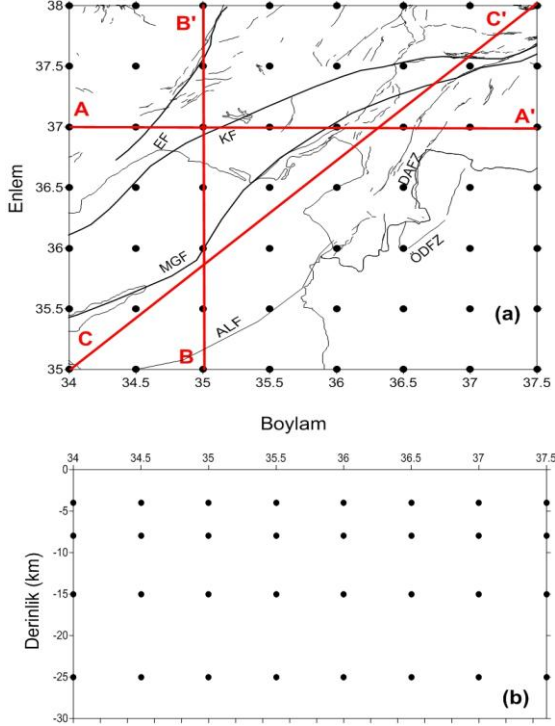 38
37.5
37
36.5
36
35.5
35
Enlem
B'
C'
A
A'
EF
KF
DAFZ
ÖDFZ
MGF
ALF
C
B
(a)
34 34.5 35 35.5 36 36.5 37 37.5
Boylam
34 34.5 35 35.5 36 36.5 37 37.5
0
-5
-10
-15
-20
-25
-30
Derinlik (km)
(b)